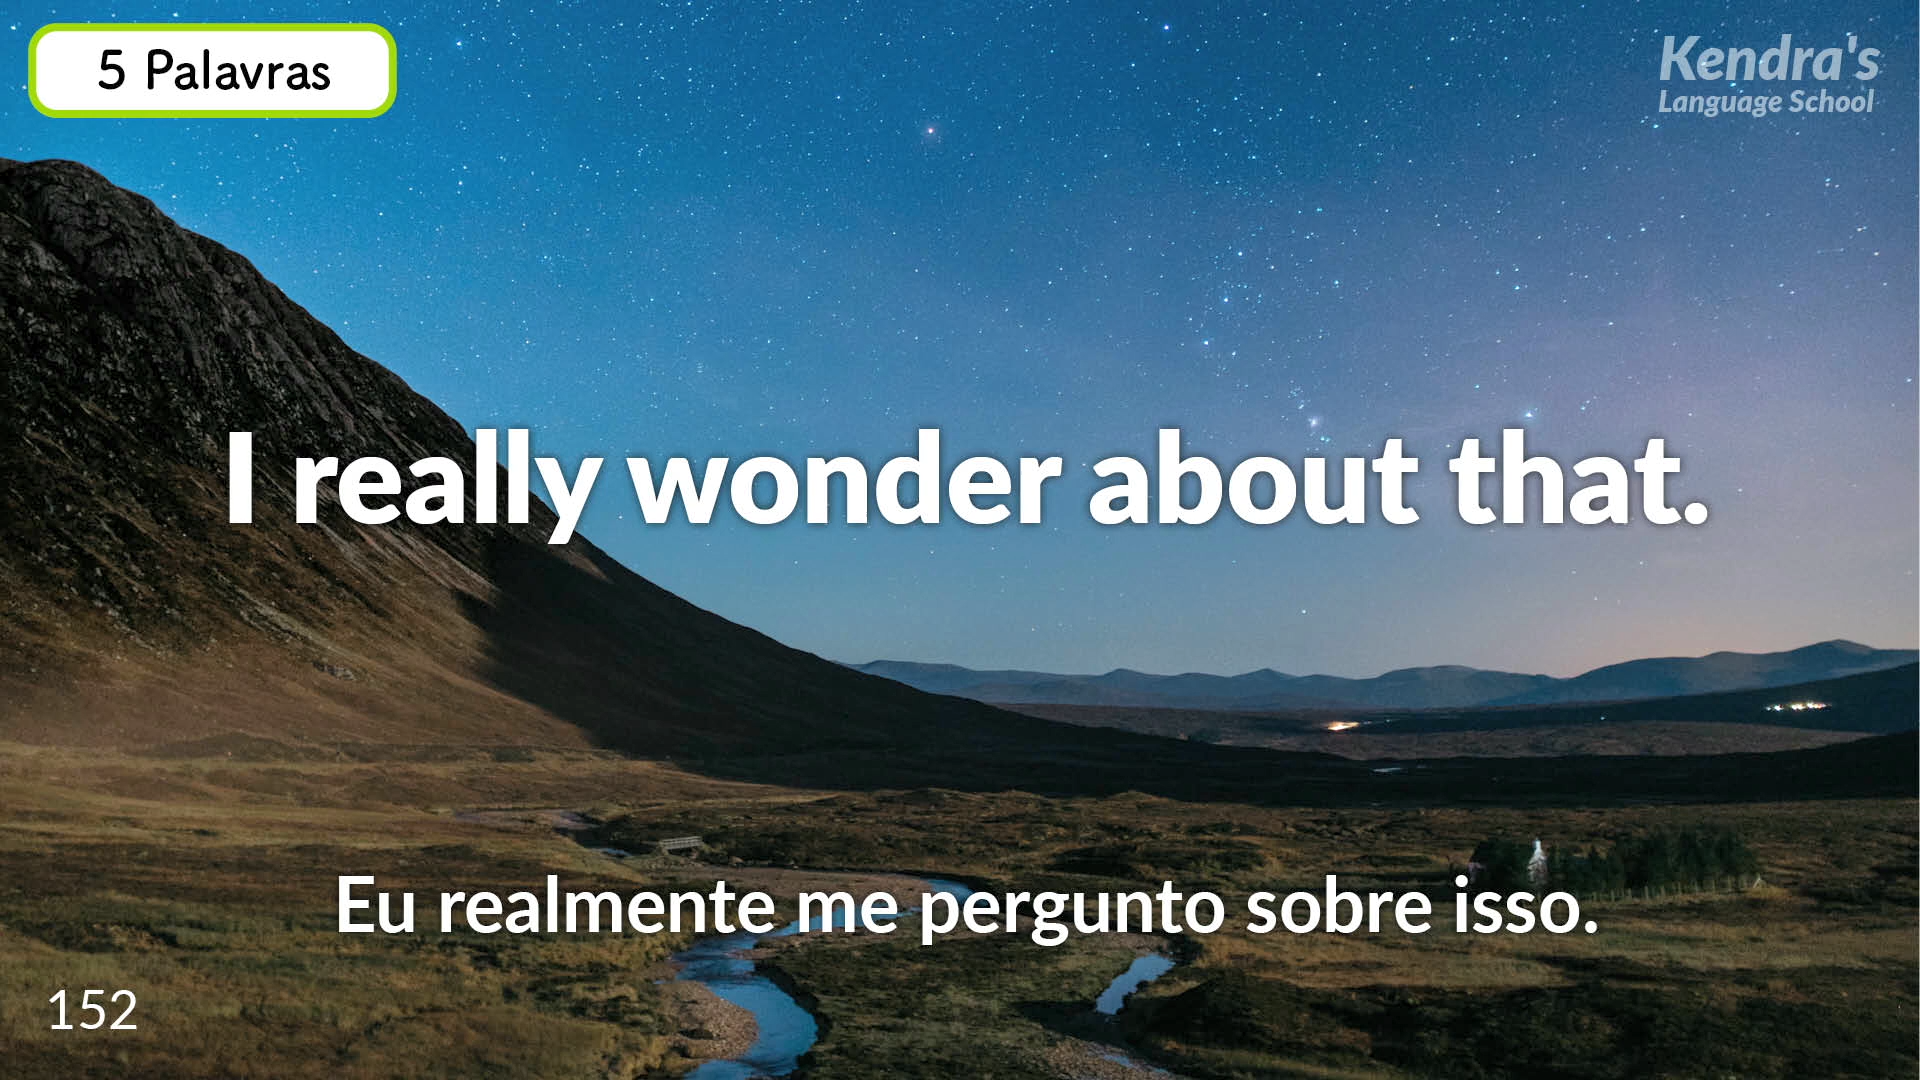 5 Palavras
Kendra's
Language School
I really wonder about that.
Eu realmente me pergunto sobre isso.
152